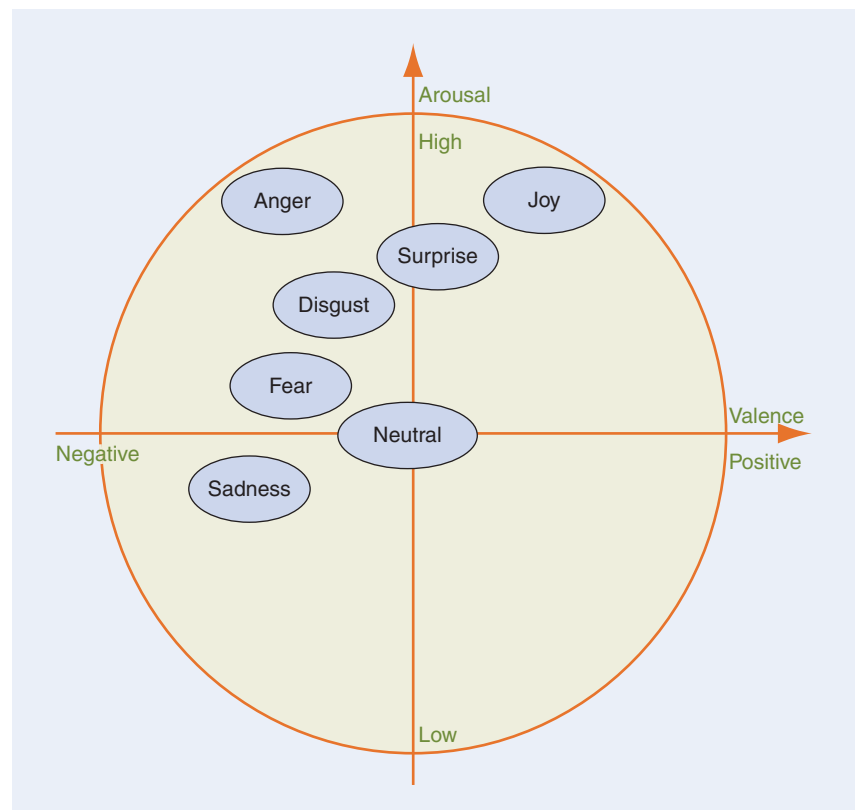 Arousal
High
Anger
Joy
Surprise
Disgust
Fear
Valence
Neutral
Negative
Positive
Sadness
Low